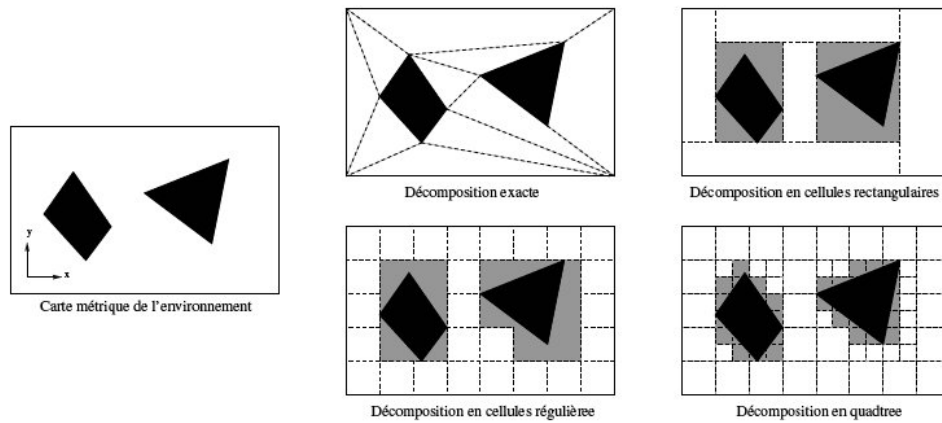 Décomposition exacte
Décomposition en cellules rectangulaires
y
x
Carte métrique de l'environnement
Décomposition en cellules régulièree
Décomposition en quadtree